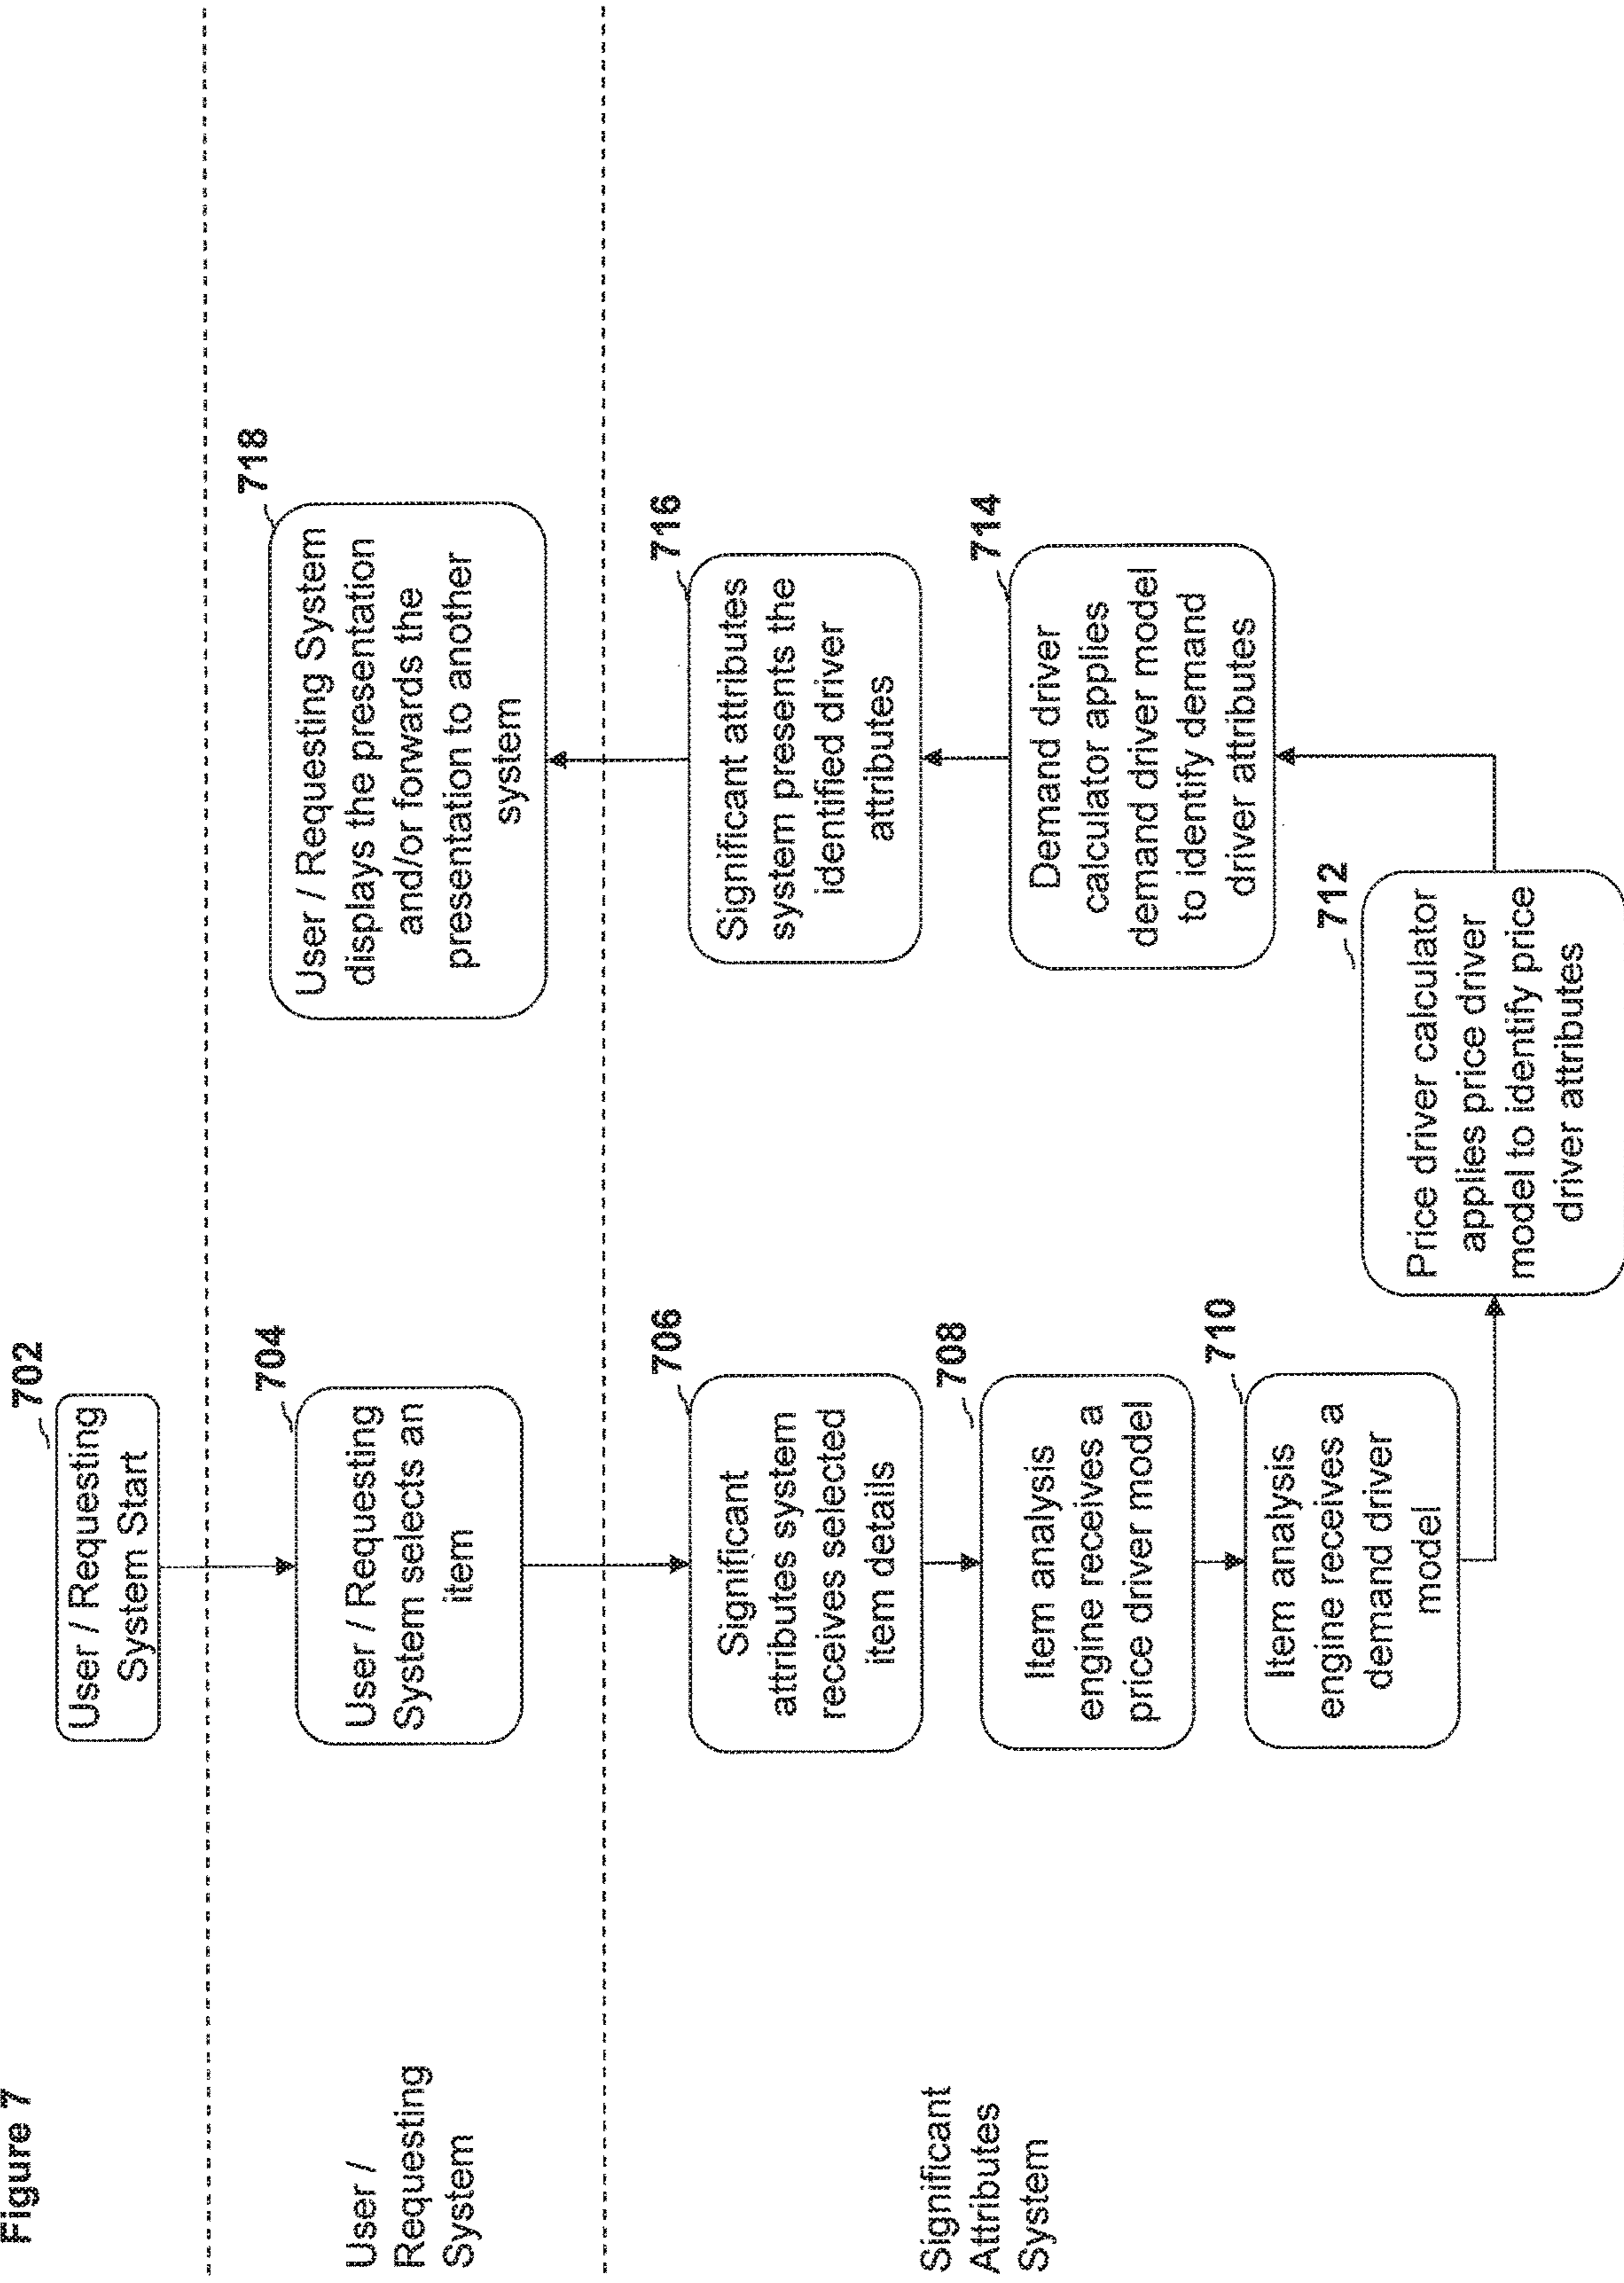 Figure 7
702
User / Requesting
System Start
User /
Requesting
System
704
User / Requesting
System selects an
item
718
User / Requesting System
displays the presentation
and/or forwards the
presentation to another
system
Significant
Attributes
System
706
Significant
attributes system
receives selected
item details
708
Item analysis
engine receives a
price driver model
710
Item analysis
engine receives a
demand driver
model
712
Price driver calculator
applies price driver
model to identify price
driver attributes
714
Demand driver
calculator applies
demand driver model
to identify demand
driver attributes
716
Significant attributes
system presents the
identified driver
attributes